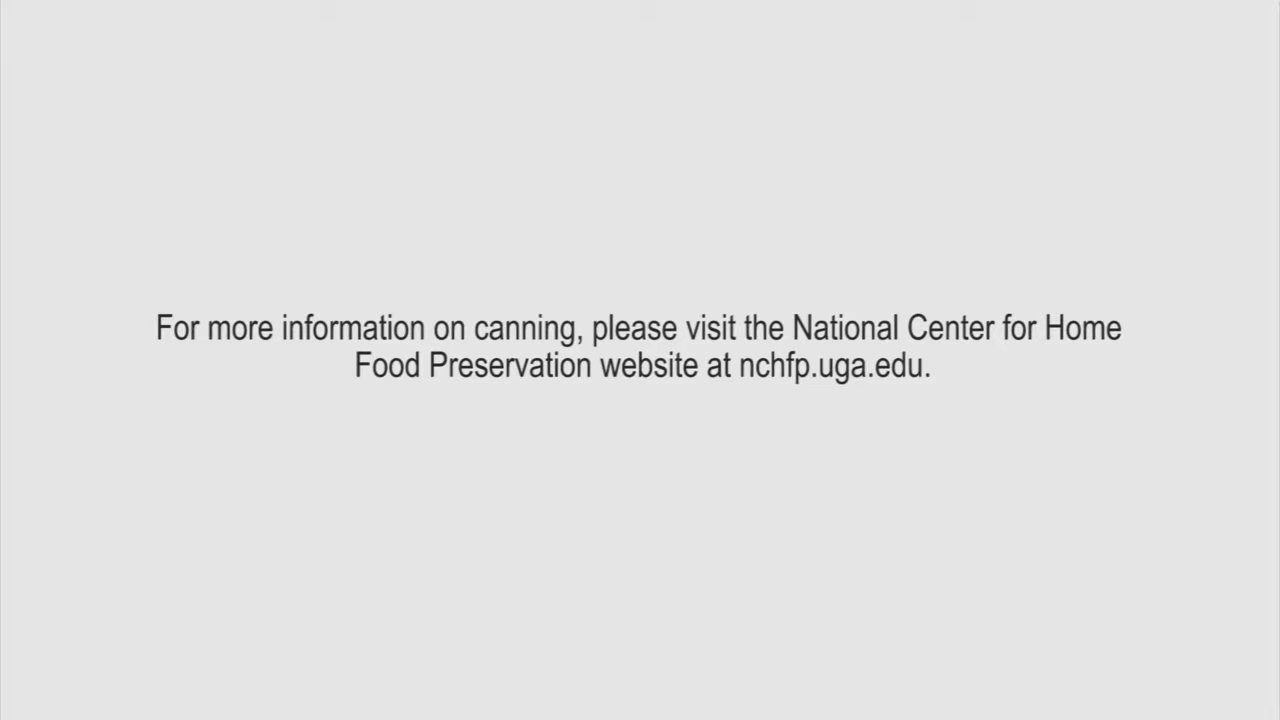 For more information on canning, please visit the National Center for Home
Food Preservation website at nchfp.uga.edu.